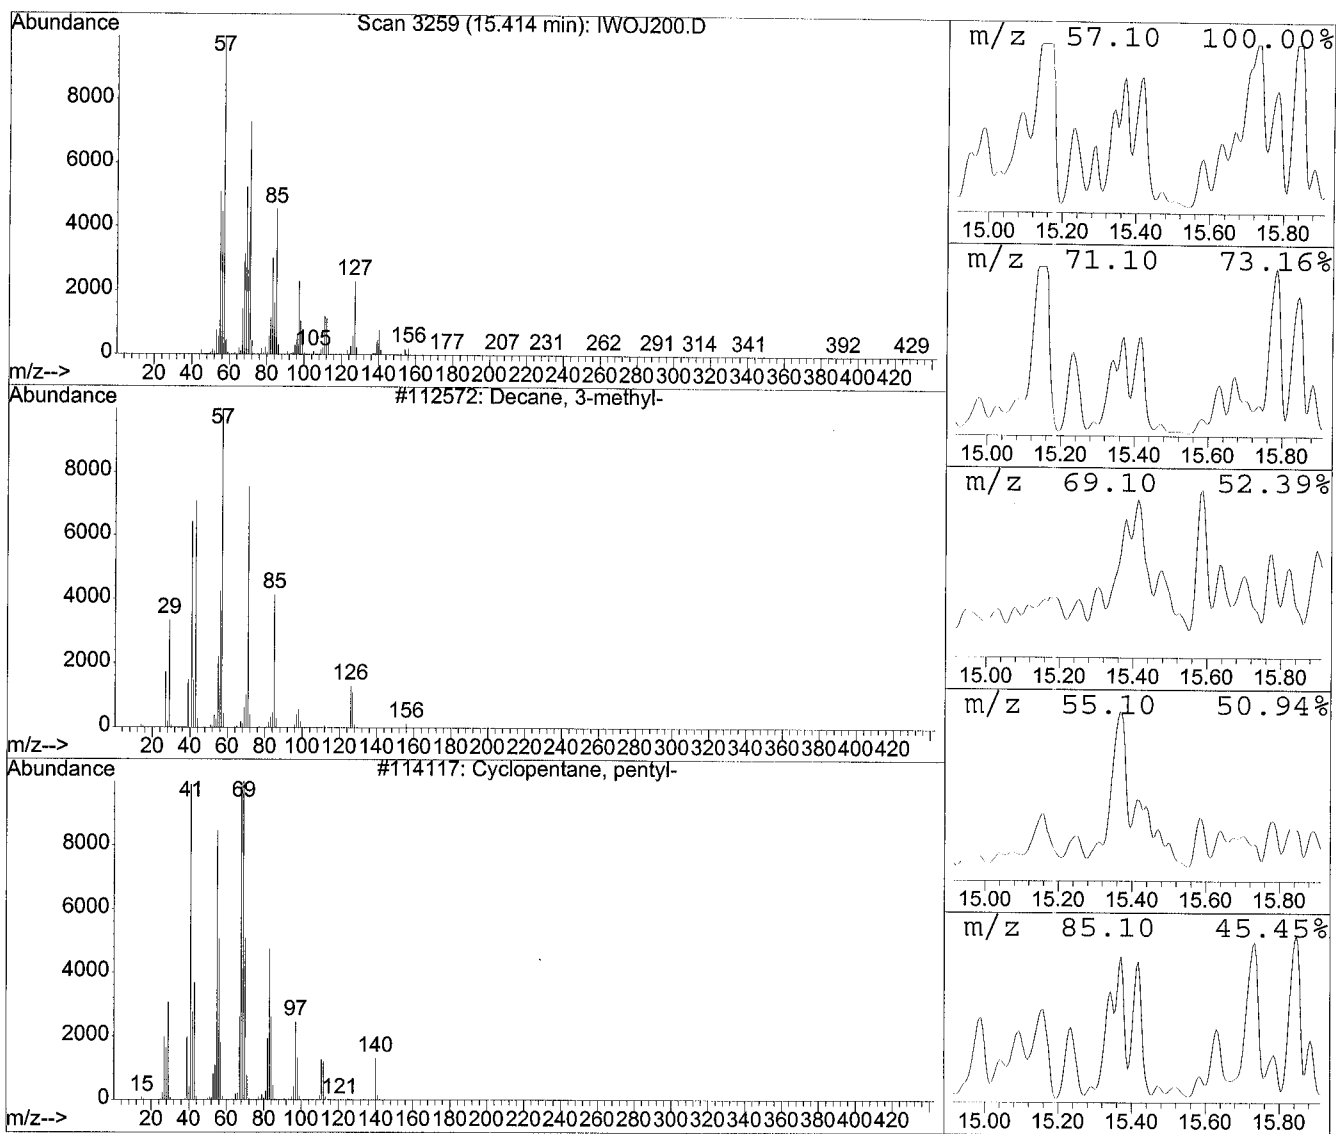 Abundance
Scan 3259 (15.414 min): IWOJ200.D
57
8000
6000
85
4000
127
2000
105
156 177 207 231 262 291 314 341 392 429
0
m/z-->
20 40 60 80 100 120 140 160 180 200 220 240 260 280 300 320 340 360 380 400 420
Abundance
#112572: Decane, 3-methyl-
57
8000
6000
85
4000
29
2000
126
156
0
m/z-->
20 40 60 80 100 120 140 160 180 200 220 240 260 280 300 320 340 360 380 400 420
Abundance
#114117: Cyclopentane, pentyl-
41 69
8000
6000
4000
97
2000
140
15 121
0
m/z-->
20 40 60 80 100 120 140 160 180 200 220 240 260 280 300 320 340 360 380 400 420
m/z 57.10 100.00%
15.00 15.20 15.40 15.60 15.80
m/z 71.10 73.16%
15.00 15.20 15.40 15.60 15.80
m/z 69.10 52.39%
15.00 15.20 15.40 15.60 15.80
m/z 55.10 50.94%
15.00 15.20 15.40 15.60 15.80
m/z 85.10 45.45%
15.00 15.20 15.40 15.60 15.80